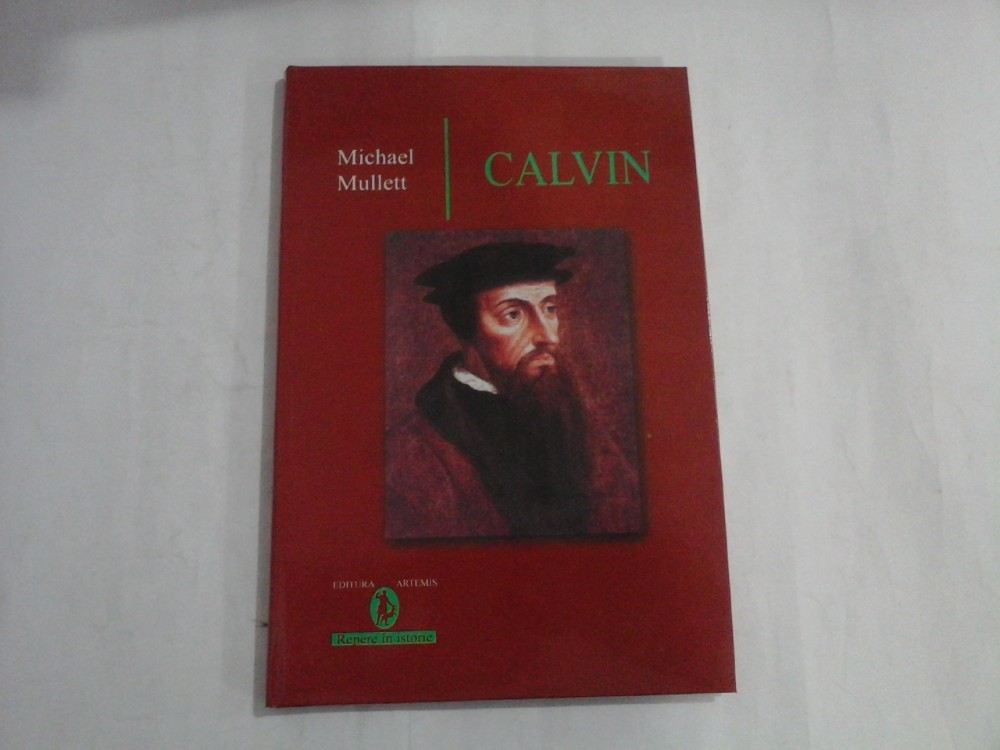 Michael
Mullett
CALVIN
EDITURA ARTEMIS
Repere în istorie